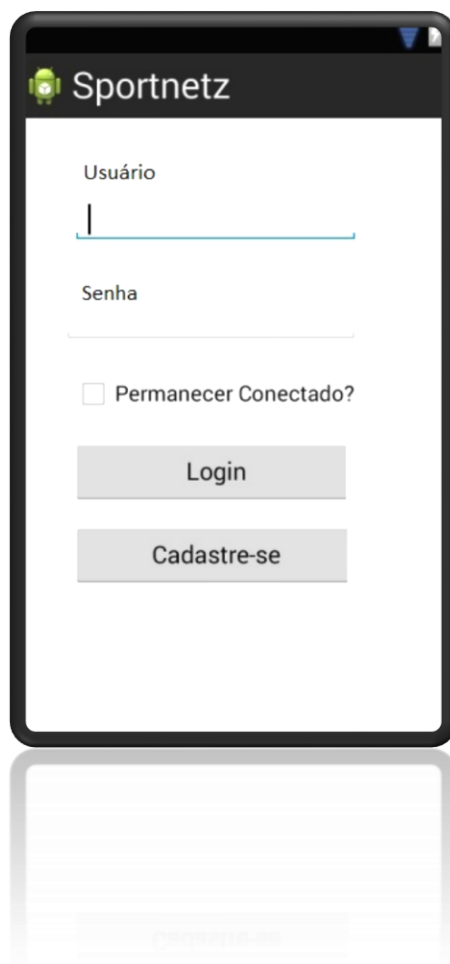 Sportnetz
Usuário
Senha
Permanecer Conectado?
Login
Cadastre-se